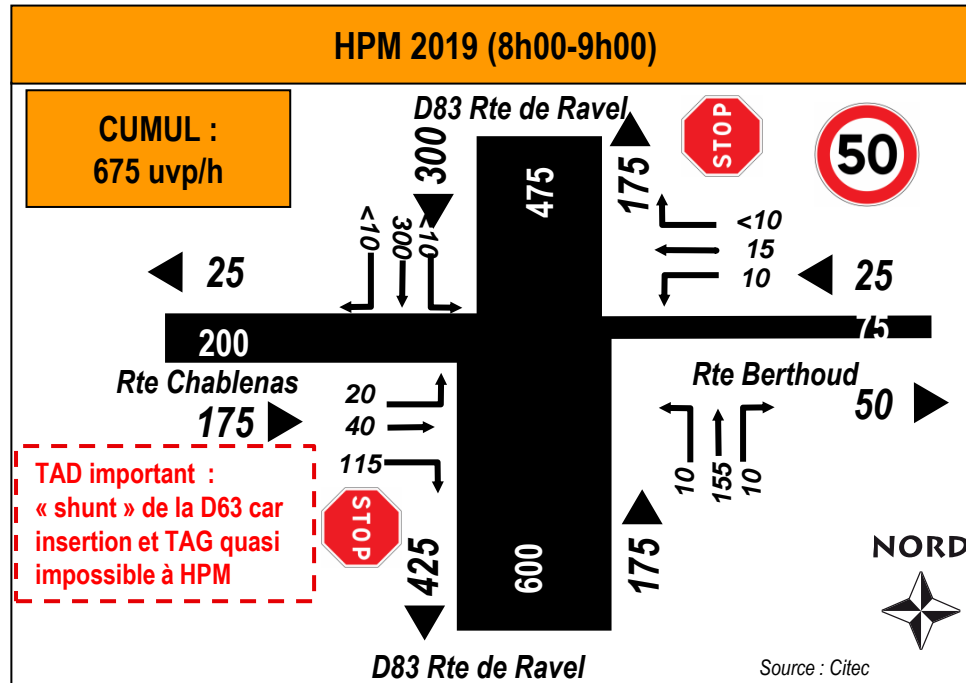 HPM 2019 (8h00-9h00)
CUMUL :
675 uvp/h
D83 Rte de Ravel
300
475
175
STOP
50
<10
300
<10
<10
15
10
25
25
200
75
Rte Chablenas
Rte Berthoud
175
20
40
115
50
10
155
10
TAD important :
« shunt » de la D63 car
insertion et TAG quasi
impossible à HPM
STOP
425
600
175
NORD
D83 Rte de Ravel
Source : Citec